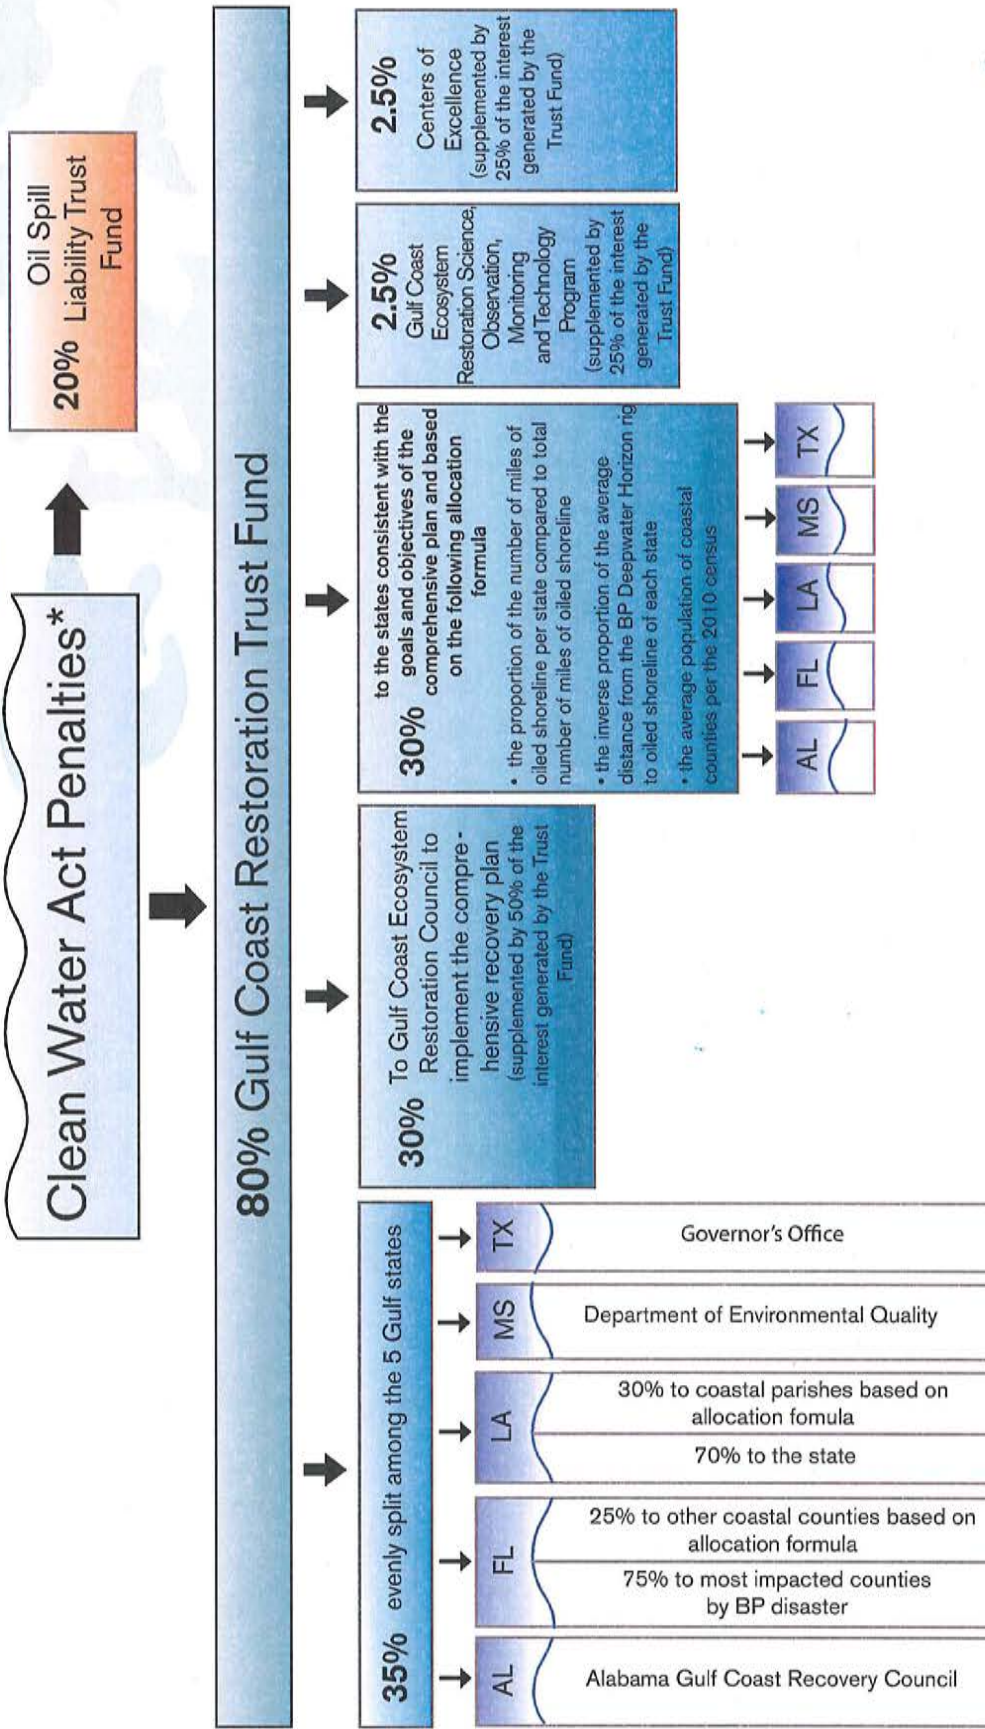 Clean Water Act Penalties*
Oil Spill
20% Liability Trust
Fund
80% Gulf Coast Restoration Trust Fund
35% evenly split among the 5 Gulf states
AL
FL
LA
MS
TX
Alabama Gulf Coast Recovery Council
25% to other coastal counties based on
allocation formula
75% to most impacted counties
by BP disaster
30% to coastal parishes based on
allocation fomula
70% to the state
Department of Environmental Quality
Governor's Office
30% To Gulf Coast Ecosystem
Restoration Council to
implement the compre-
hensive recovery plan
(supplemented by 50% of the
interest generated by the Trust
Fund)
to the states consistent with the
goals and objectives of the
30% comprehensive plan and based
on the following allocation
formula
• the proportion of the number of miles of
oiled shoreline per state compared to total
number of miles of oiled shoreline
• the inverse proportion of the average
distance from the BP Deepwater Horizon rig
to oiled shoreline of each state
• the average population of coastal
counties per the 2010 census
AL
FL
LA
MS
TX
2.5%
Gulf Coast
Ecosystem
Restoration Science,
Observation,
Monitoring
and Technology
Program
(supplemented by
25% of the interest
generated by the
Trust Fund)
2.5%
Centers of
Excellence
(supplemented by
25% of the interest
generated by the
Trust Fund)